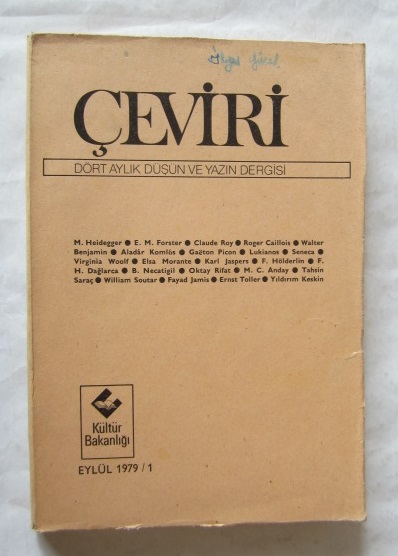 ÇEVİRİ
DÖRT AYLIK DÜŞÜN VE YAZIN DERGİSİ
M. Heidegger ● E. M. Forster ● Claude Roy ● Roger Caillois ● Walter
Benjamin ● Aladár Komlós ● Gaëton Picon ● Lukianos ● Seneca ●
Virginia Woolf ● Elsa Morante ● Karl Jaspers ● F. Hölderlin ● F.
H. Dağlarca ● B. Necatigil ● Oktay Rifat ● M. C. Anday ● Tahsin
Saraç ● William Soutar ● Fayad Jamis ● Ernst Toller ● Yıldırım Keskin
Kültür
Bakanlığı
EYLÜL 1979/1